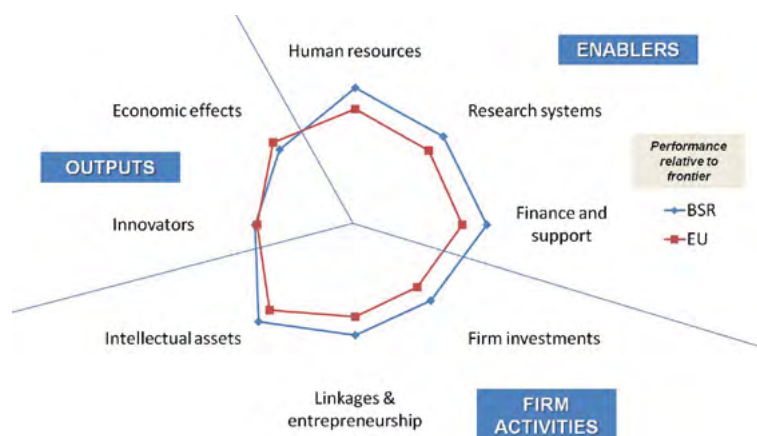 Human resources
ENABLERS
Economic effects
Research systems
OUTPUTS
Performance
relative to
frontier
BSR
EU
Innovators
Finance and
support
Intellectual assets
Firm investments
Linkages &
entrepreneurship
FIRM
ACTIVITIES